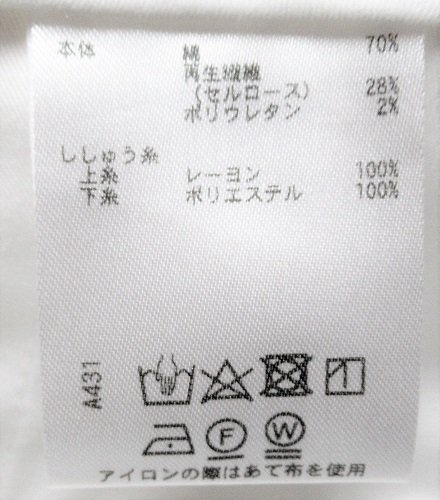 本体 綿 70%
再生繊維
(セルロース) 28%
ポリウレタン 2%
ししゅう糸
上糸 レーヨン 100%
下糸 ポリエステル 100%
A431
F W
アイロンの際はあて布を使用